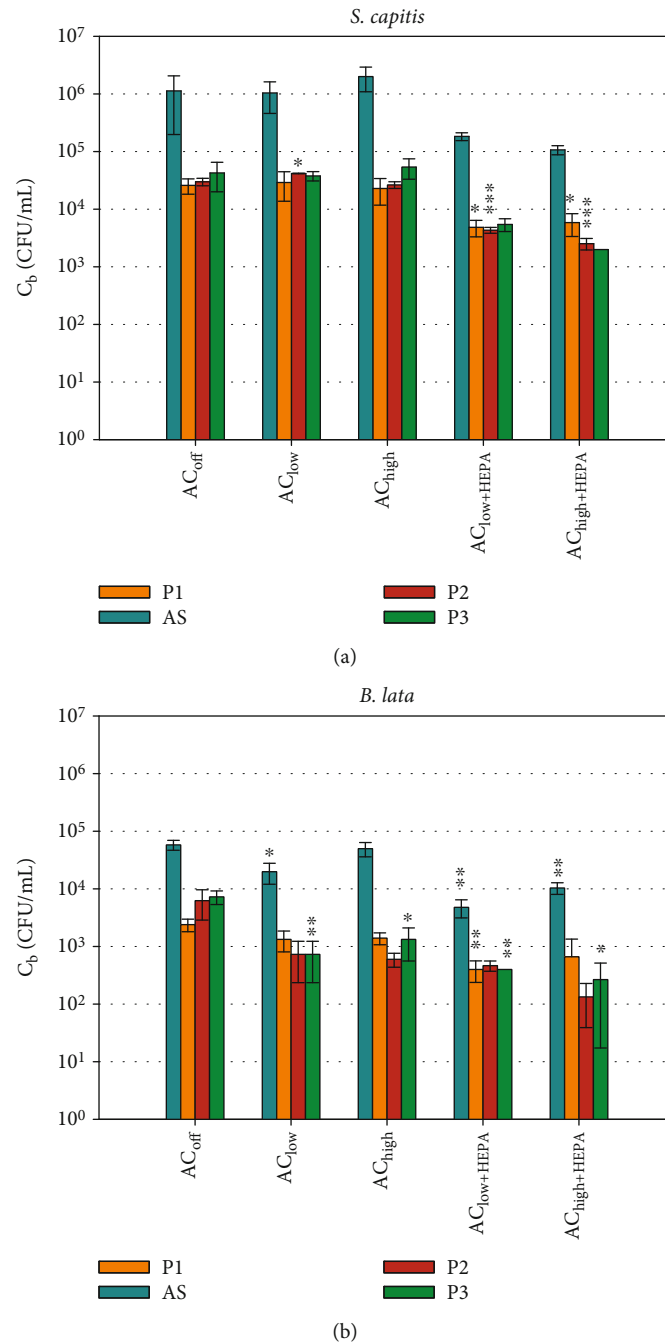 S. capitis
10⁷
10⁶
10⁵
10⁴
10³
10²
10¹
10⁰
C_b (CFU/mL)
*
*
***
*
***
AC_off
AC_low
AC_high
AC_low+HEPA
AC_high+HEPA
P1 P2
AS P3
(a)
B. lata
10⁷
10⁶
10⁵
10⁴
10³
10²
10¹
10⁰
C_b (CFU/mL)
*
**
*
**
**
**
**
*
AC_off
AC_low
AC_high
AC_low+HEPA
AC_high+HEPA
P1 P2
AS P3
(b)